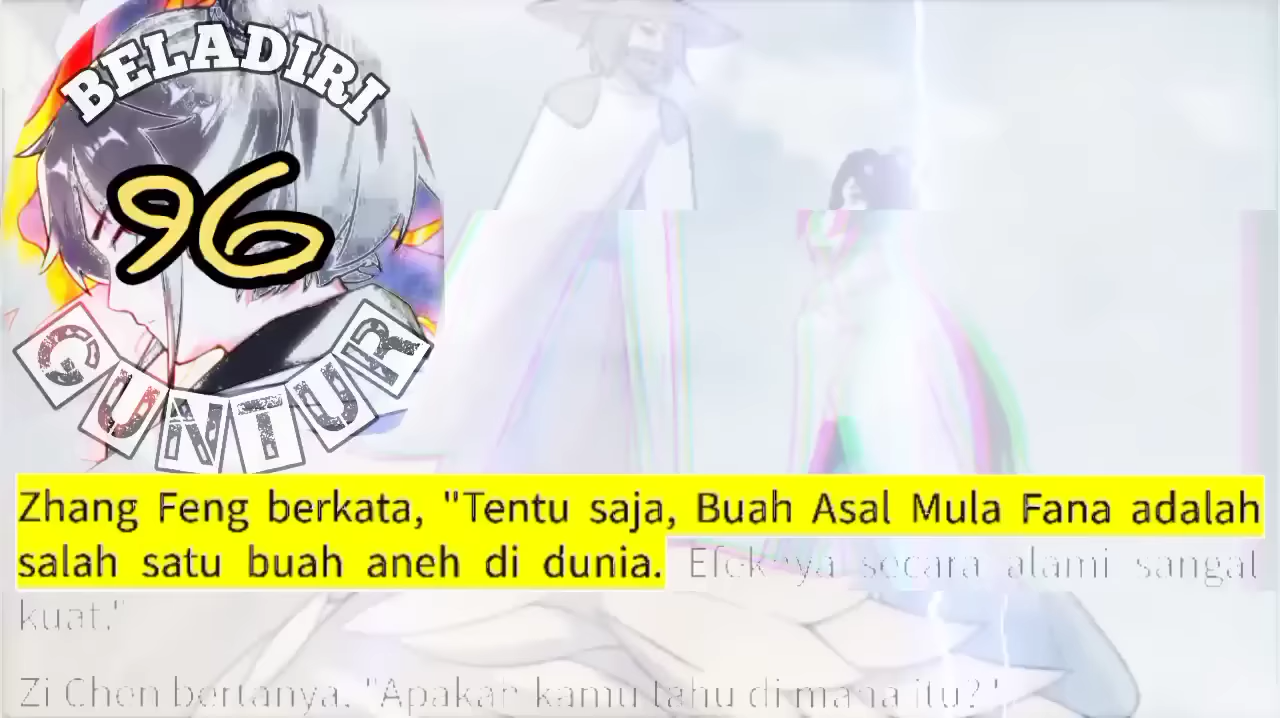 BELADIRI
96
GUNTUR
Zhang Feng berkata, "Tentu saja, Buah Asal Mula Fana adalah
salah satu buah aneh di dunia. Efeknya secara alami sangat
kuat."
Zi Chen bertanya, "Apakah kamu tahu di mana itu?"